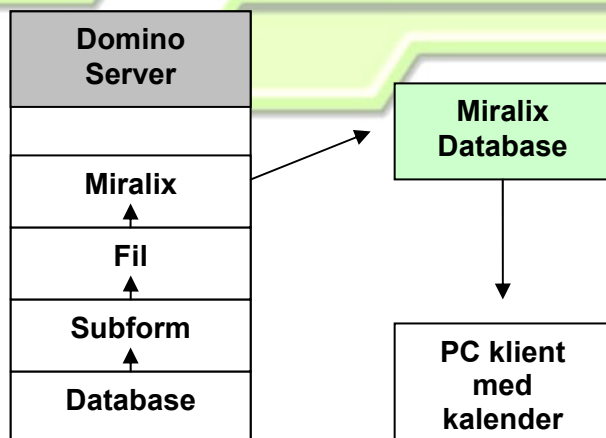 Domino
Server
Miralix
Fil
Subform
Database
Miralix
Database
PC klient
med
kalender